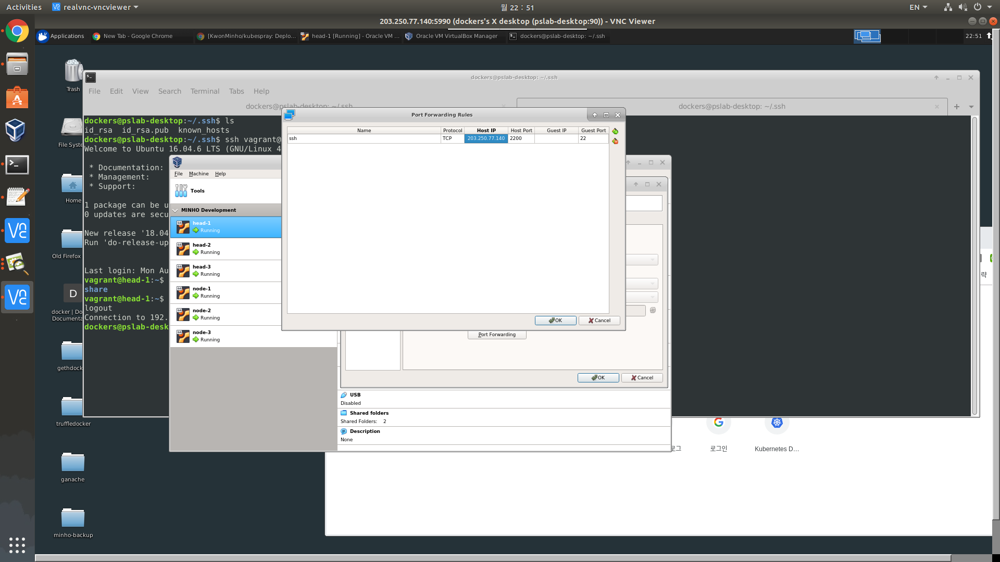 Activities
realvnc-vncviewer
월 22 : 51
EN
203.250.77.140:5990 (dockers's X desktop (pslab-desktop:90)) - VNC Viewer
Applications
New Tab - Google Chrome
[KwonMinho/kubespray: Deplo...
head-1 [Running] - Oracle VM ...
Oracle VM VirtualBox Manager
dockers@pslab-desktop: ~/.ssh
22:51
Trash
File Syste
Home
Old Firefox
D
docker | Do
Documenta
gethdock
truffledocker
ganache
minho-backup
dockers@pslab-desktop: ~/.ssh
File Edit View Search Terminal Tabs Help
dockers@pslab-desktop: ~/.ssh
dockers@pslab-desktop: ~/.ssh
dockers@pslab-desktop:~/.ssh$ ls
id_rsa  id_rsa.pub  known_hosts
dockers@pslab-desktop:~/.ssh$ ssh vagrant@
Welcome to Ubuntu 16.04.6 LTS (GNU/Linux 4
* Documentation:
* Management:
* Support:
1 package can be u
0 updates are secu
New release '18.04
Run 'do-release-up
Last login: Mon Au
vagrant@head-1:~$
share
vagrant@head-1:~$
logout
Connection to 192.
dockers@pslab-desk
File Machine Help
Tools
MINHO Development
head-1
Running
head-2
Running
head-3
Running
node-1
Running
node-2
Running
node-3
Running
Port Forwarding Rules
Name Protocol Host IP Host Port Guest IP Guest Port
ssh TCP 203.250.77.140 2200 22
OK Cancel
Port Forwarding
OK Cancel
USB
Disabled
Shared folders
Shared Folders: 2
Description
None
략
로그
로그인
Kubernetes D...